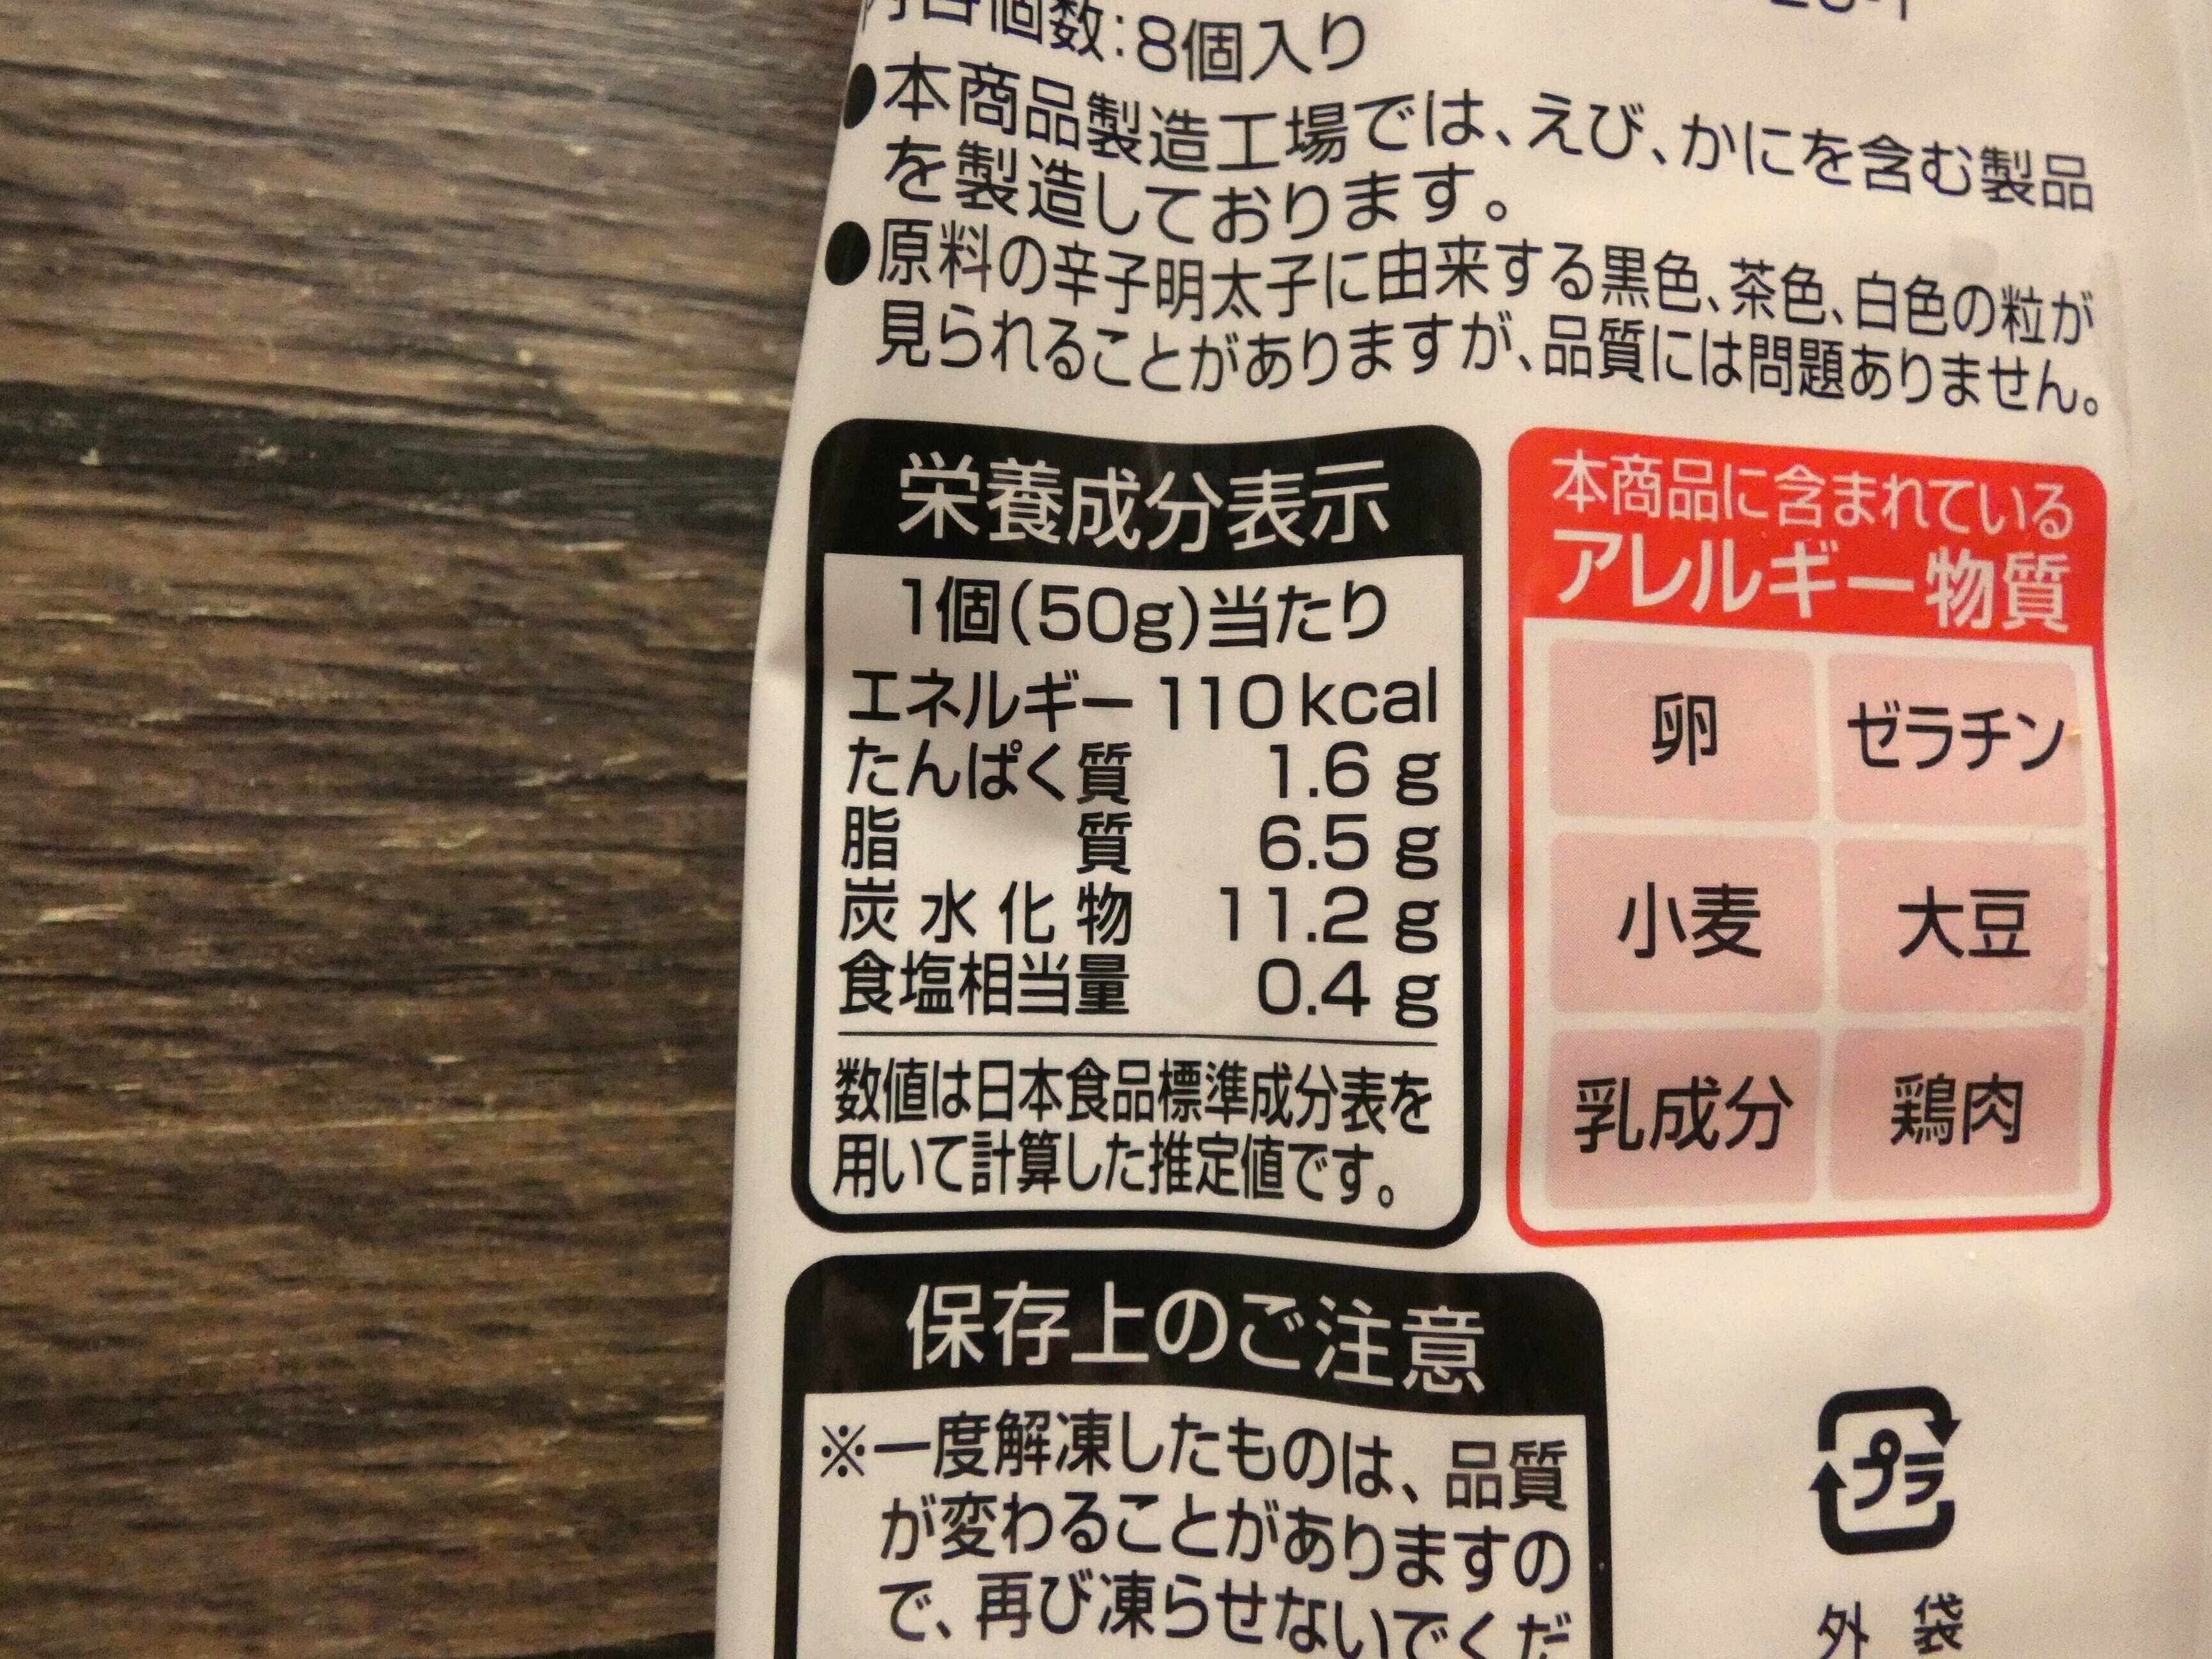 個数:8個入り
●本商品製造工場では、えび、かにを含む製品
を製造しております。
●原料の辛子明太子に由来する黒色、茶色、白色の粒が
見られることがありますが、品質には問題ありません。
栄養成分表示
1個(50g)当たり
エネルギー 110kcal
たんぱく質 1.6g
脂質 6.5g
炭水化物 11.2g
食塩相当量 0.4g
数値は日本食品標準成分表を
用いて計算した推定値です。
本商品に含まれている
アレルギー物質
卵 ゼラチン
小麦 大豆
乳成分 鶏肉
保存上のご注意
※一度解凍したものは、品質
が変わることがありますの
で、再び凍らせないでくだ
プラ
外袋